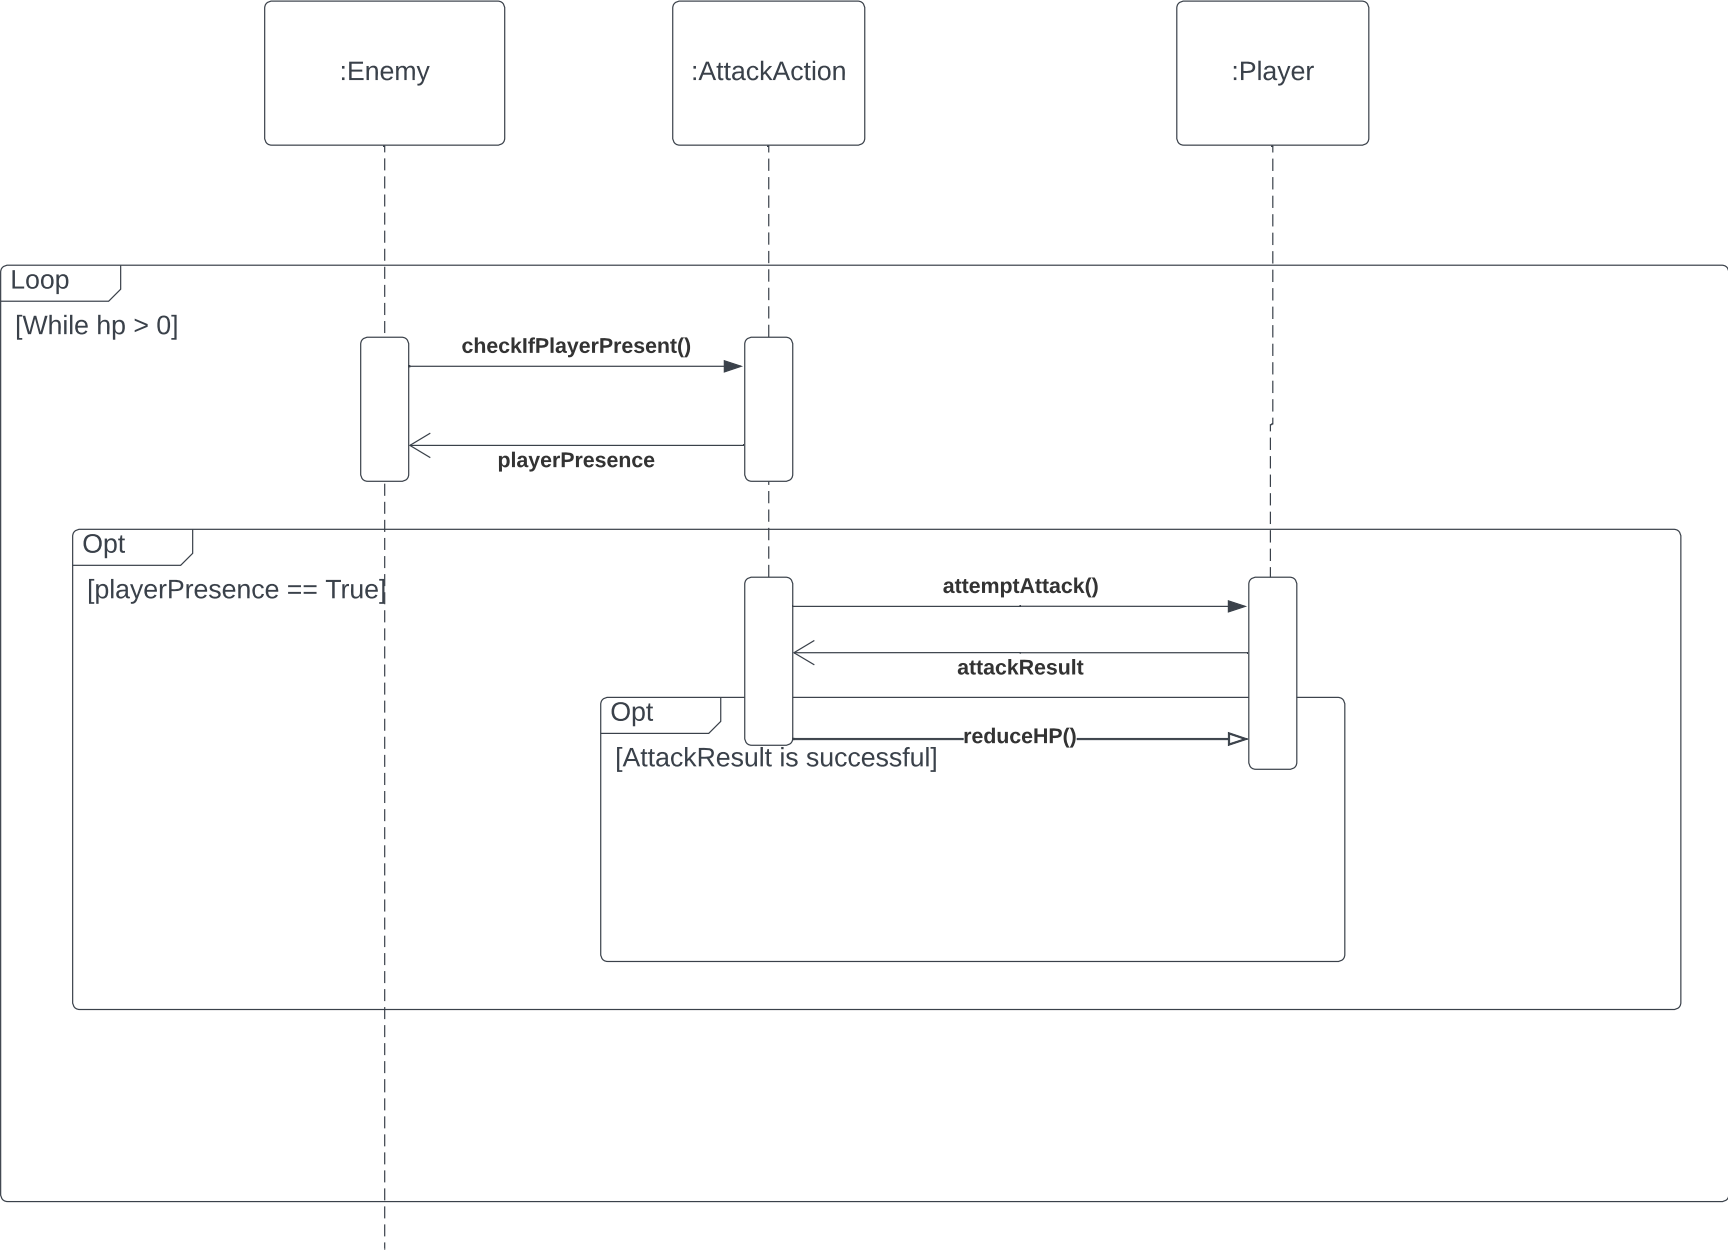 :Enemy
:AttackAction
:Player
Loop
[While hp > 0]
checkIfPlayerPresent()
playerPresence
Opt
[playerPresence == True]
attemptAttack()
attackResult
Opt
reduceHP()
[AttackResult is successful]